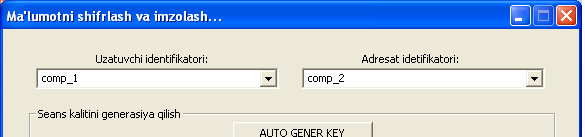 Ma'lumotni shifrlash va imzolash...
Uzatuvchi identifikatori: Adresat idetifikatori:
comp_1 comp_2
Seans kalitini generasiya qilish
AUTO GENER KEY